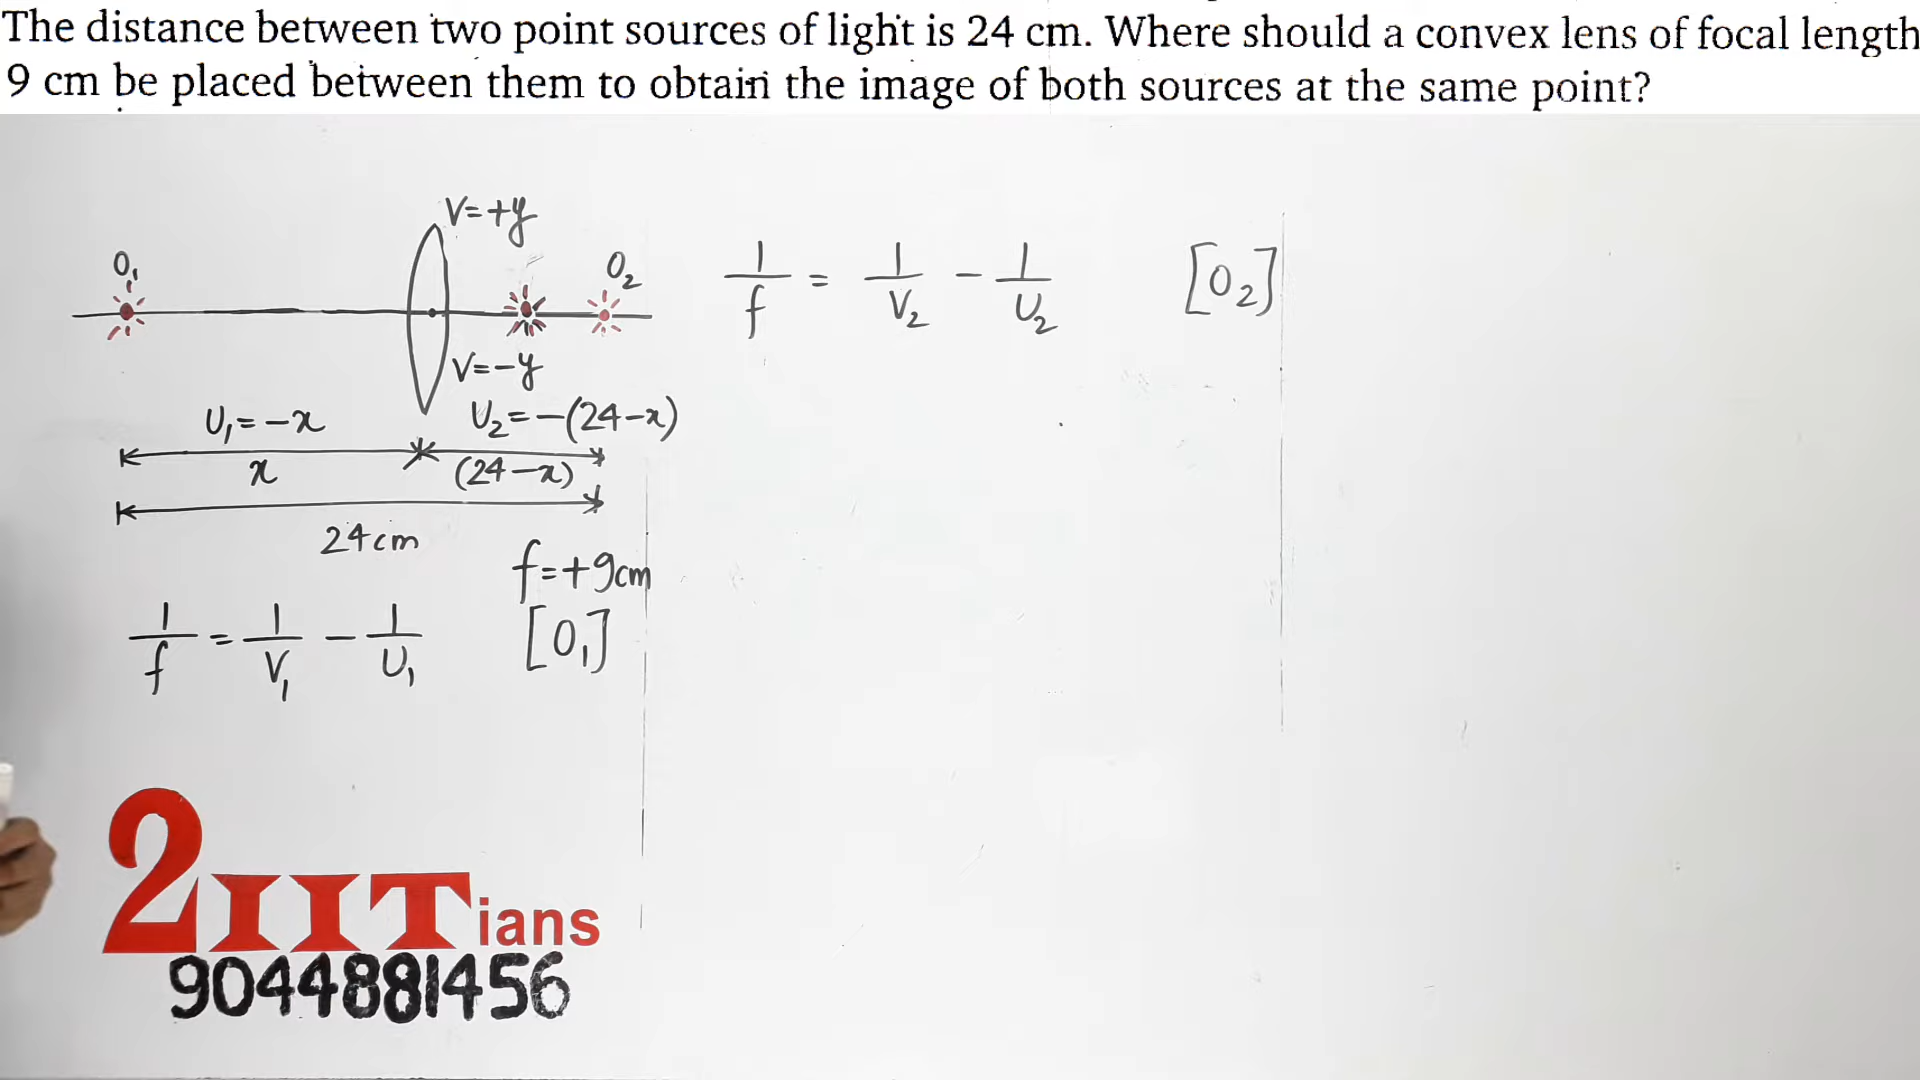 The distance between two point sources of light is 24 cm. Where should a convex lens of focal length
9 cm be placed between them to obtain the image of both sources at the same point?
V=+y
O₁
O₂
V=-y
U₁=-x
U₂=-(24-x)
x
(24-x)
24cm
f=+9cm
1/f = 1/V₁ - 1/U₁ [O₁]
1/f = 1/V₂ - 1/U₂ [O₂]
2IITians
9044881456